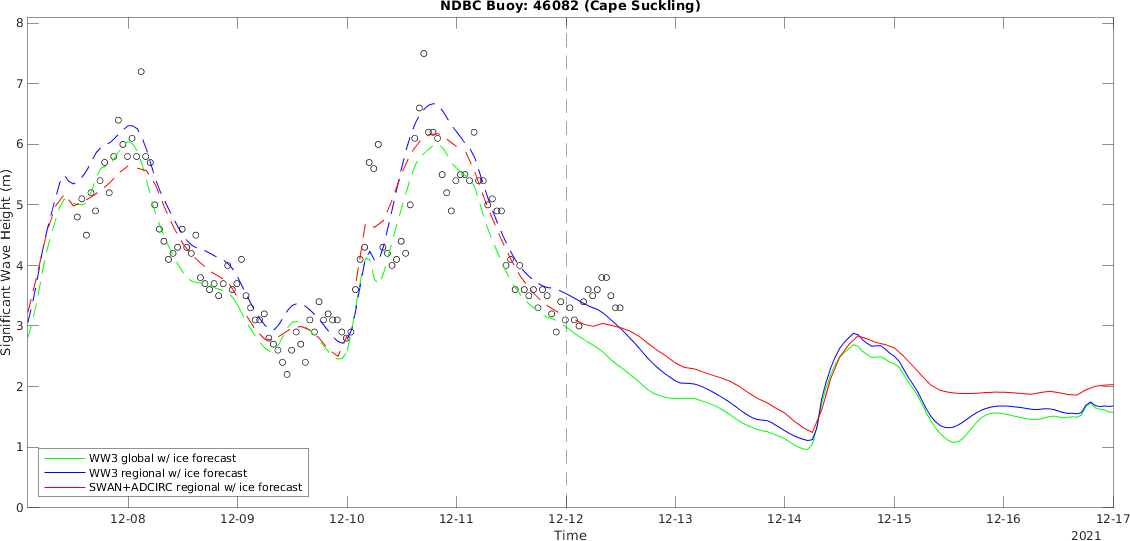 NDBC Buoy: 46082 (Cape Suckling)
8
7
6
5
4
3
2
1
0
Significant Wave Height (m)
WW3 global w/ ice forecast
WW3 regional w/ ice forecast
SWAN+ADCIRC regional w/ ice forecast
12-08 12-09 12-10 12-11 12-12 12-13 12-14 12-15 12-16 12-17
Time
2021